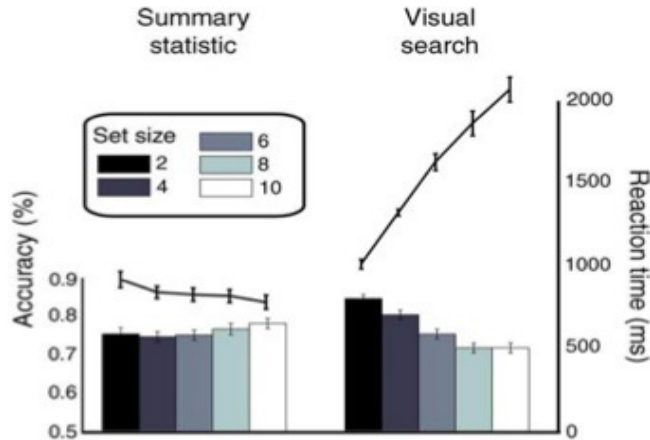 Summary
statistic
Visual
search
Set size
2
4
6
8
10
Accuracy (%)
0.9
0.8
0.7
0.6
0.5
2000
1500
1000
500
0
Reaction time (ms)